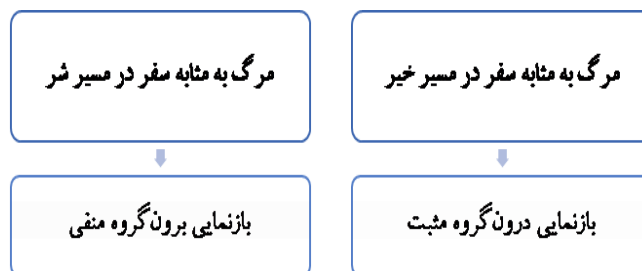 مرگ به مثابه سفر در مسیر خیر
مرگ به مثابه سفر در مسیر شر
بازنمایی درون‌گروه مثبت
بازنمایی برون‌گروه منفی